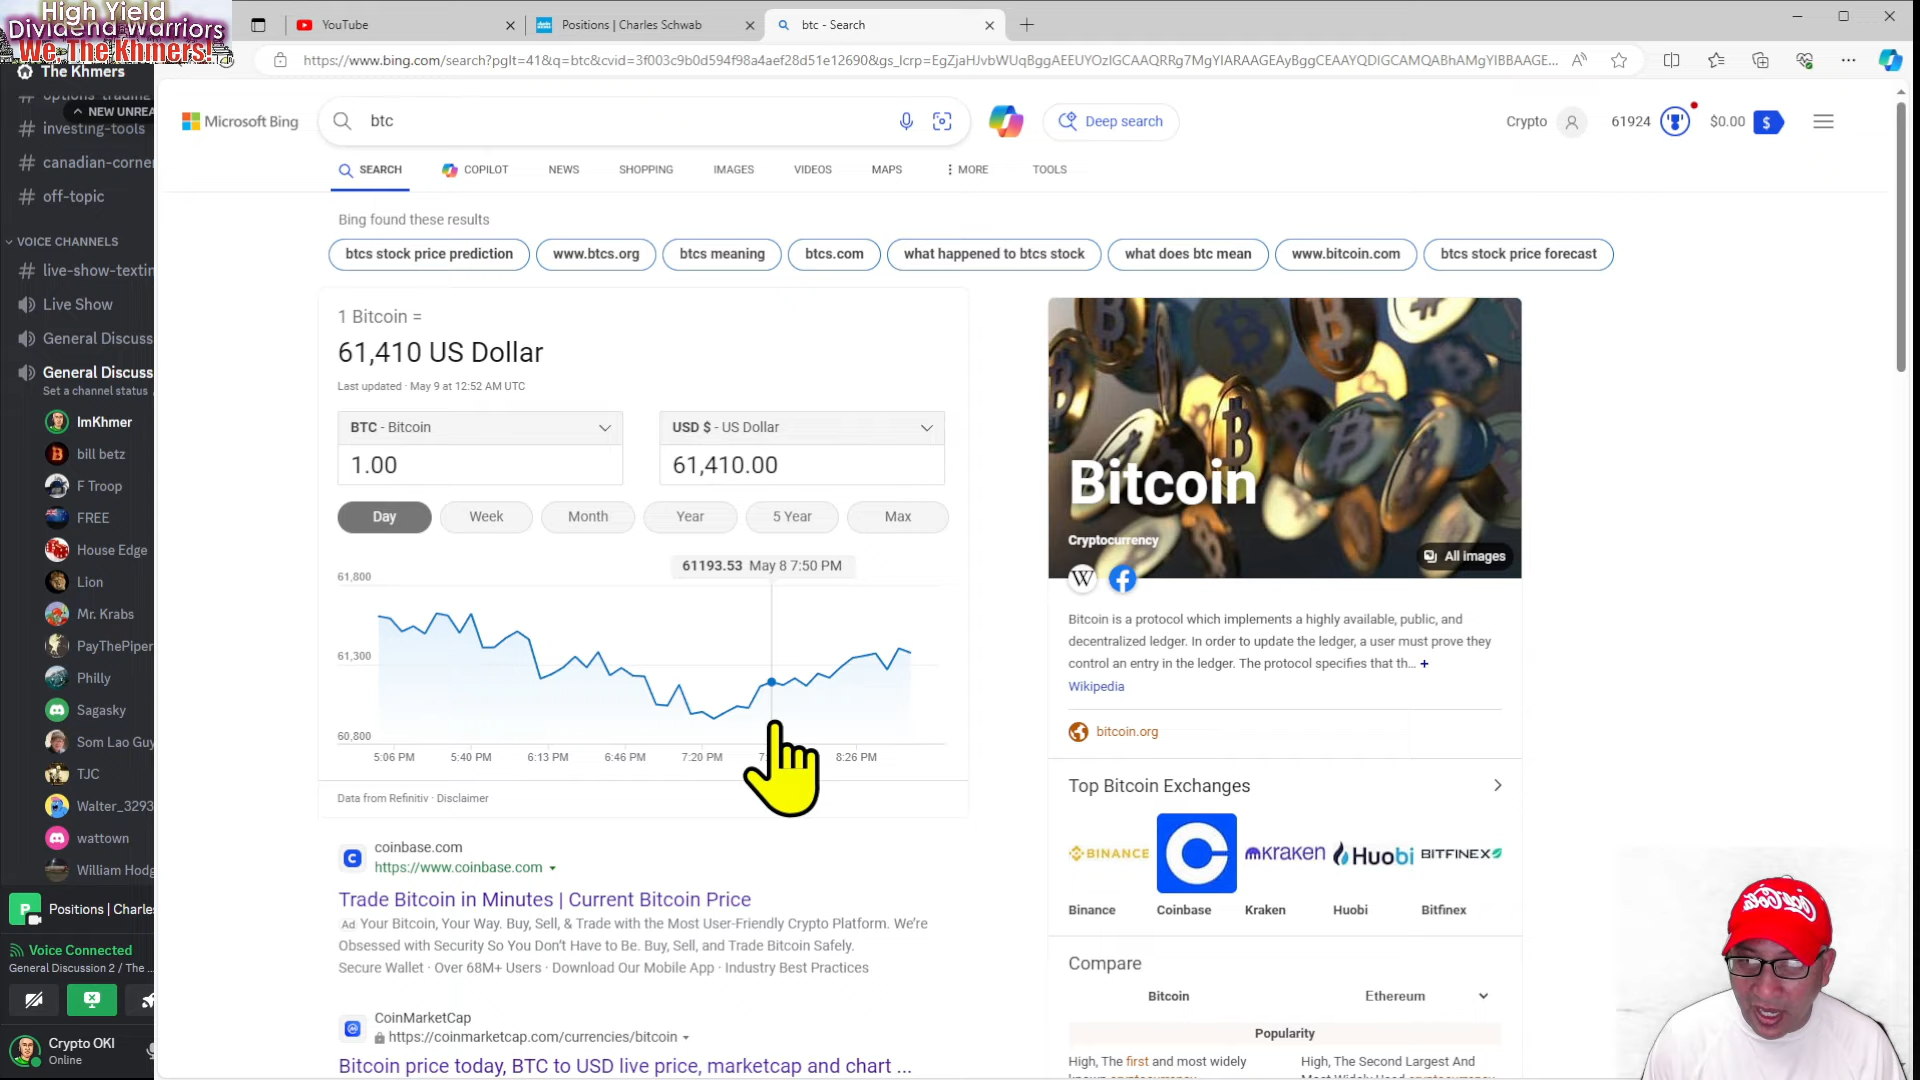 High Yield
Dividend Warriors
We The Khmers!
YouTube
Positions | Charles Schwab
btc - Search
https://www.bing.com/search?pglt=41&q=btc&cvid=3f003c9b0d594f98a4aef28d51e12690&gs_lcrp=EgZjaHJvbWUqBggAEEUYOzIGCAAQRRg7MgYIARAAGEAyBggCEAAYQDIGCAMQABhAMgYIBBAAGE...
The Khmers
options-trading
NEW UNREA
investing-tools
canadian-corner
off-topic
VOICE CHANNELS
live-show-textin
Live Show
General Discuss
General Discuss
Set a channel status
ImKhmer
bill betz
F Troop
FREE
House Edge
Lion
Mr. Krabs
PayThePiper
Philly
Sagasky
Som Lao Guy
TJC
Walter_3293
wattown
William Hodg
Positions | Charles
Voice Connected
General Discussion 2 / The ...
Crypto OKI
Online
Microsoft Bing
btc
Deep search
Crypto
61924
$0.00
SEARCH
COPILOT
NEWS
SHOPPING
IMAGES
VIDEOS
MAPS
MORE
TOOLS
Bing found these results
btcs stock price prediction
www.btcs.org
btcs meaning
btcs.com
what happened to btcs stock
what does btc mean
www.bitcoin.com
btcs stock price forecast
1 Bitcoin =
61,410 US Dollar
Last updated · May 9 at 12:52 AM UTC
BTC - Bitcoin
USD $ - US Dollar
1.00
61,410.00
Day
Week
Month
Year
5 Year
Max
61193.53 May 8 7:50 PM
61,800
61,300
60,800
5:06 PM
5:40 PM
6:13 PM
6:46 PM
7:20 PM
8:26 PM
Data from Refinitiv · Disclaimer
coinbase.com
https://www.coinbase.com
Trade Bitcoin in Minutes | Current Bitcoin Price
Ad Your Bitcoin, Your Way. Buy, Sell, & Trade with the Most User-Friendly Crypto Platform. We're
Obsessed with Security So You Don't Have to Be. Buy, Sell, and Trade Bitcoin Safely.
Secure Wallet · Over 68M+ Users · Download Our Mobile App · Industry Best Practices
CoinMarketCap
https://coinmarketcap.com/currencies/bitcoin
Bitcoin price today, BTC to USD live price, marketcap and chart ...
Bitcoin
Cryptocurrency
All images
W
Bitcoin is a protocol which implements a highly available, public, and
decentralized ledger. In order to update the ledger, a user must prove they
control an entry in the ledger. The protocol specifies that th... +
Wikipedia
bitcoin.org
Top Bitcoin Exchanges
BINANCE
kraken
Huobi
BITFINEX
Binance
Coinbase
Kraken
Huobi
Bitfinex
Compare
Bitcoin
Ethereum
Popularity
High, The first and most widely
High, The Second Largest And
Coca-Cola